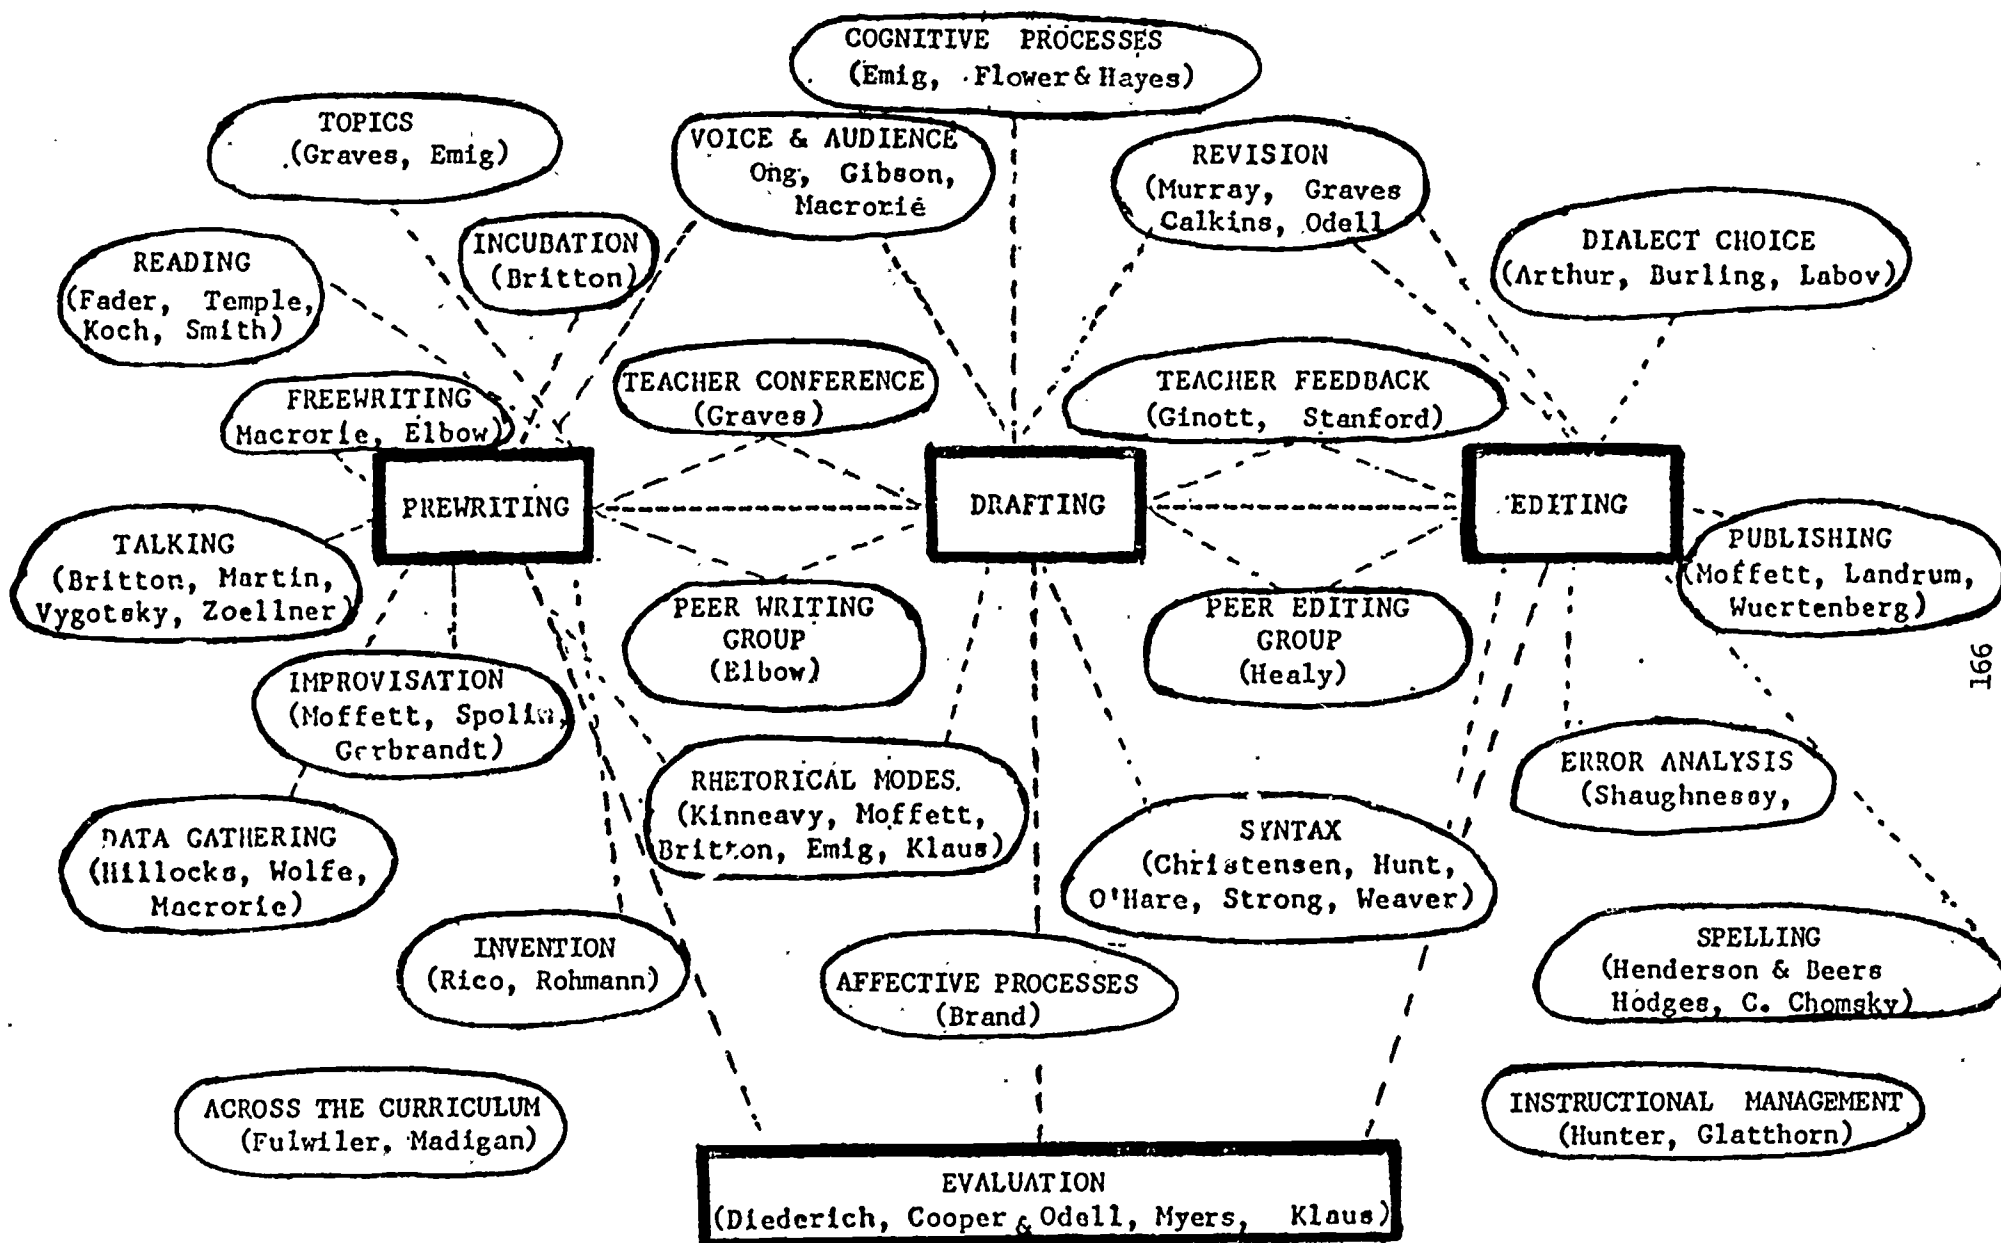 COGNITIVE PROCESSES
(Emig, Flower & Hayes)
TOPICS
(Graves, Emig)
VOICE & AUDIENCE
Ong, Gibson,
Macrorie
REVISION
(Murray, Graves
Calkins, Odell
INCUBATION
(Britton)
DIALECT CHOICE
(Arthur, Burling, Labov)
READING
(Fader, Temple,
Koch, Smith)
FREEWRITING
Macrorie, Elbow)
TEACHER CONFERENCE
(Graves)
TEACHER FEEDBACK
(Ginott, Stanford)
PREWRITING
DRAFTING
EDITING
TALKING
(Britton, Martin,
Vygotsky, Zoellner)
PUBLISHING
(Moffett, Landrum,
Wuertenberg)
PEER WRITING
GROUP
(Elbow)
PEER EDITING
GROUP
(Healy)
166
IMPROVISATION
(Moffett, Spolin,
Gerbrandt)
RHETORICAL MODES.
(Kinneavy, Moffett,
Britton, Emig, Klaus)
ERROR ANALYSIS
(Shaughnessy,
DATA GATHERING
(Hillocks, Wolfe,
Macrorie)
SYNTAX
(Christensen, Hunt,
O'Hare, Strong, Weaver)
INVENTION
(Rico, Rohmann)
AFFECTIVE PROCESSES
(Brand)
SPELLING
(Henderson & Beers
Hodges, C. Chomsky)
ACROSS THE CURRICULUM
(Fulwiler, Madigan)
INSTRUCTIONAL MANAGEMENT
(Hunter, Glatthorn)
EVALUATION
(Diederich, Cooper & Odell, Myers, Klaus)